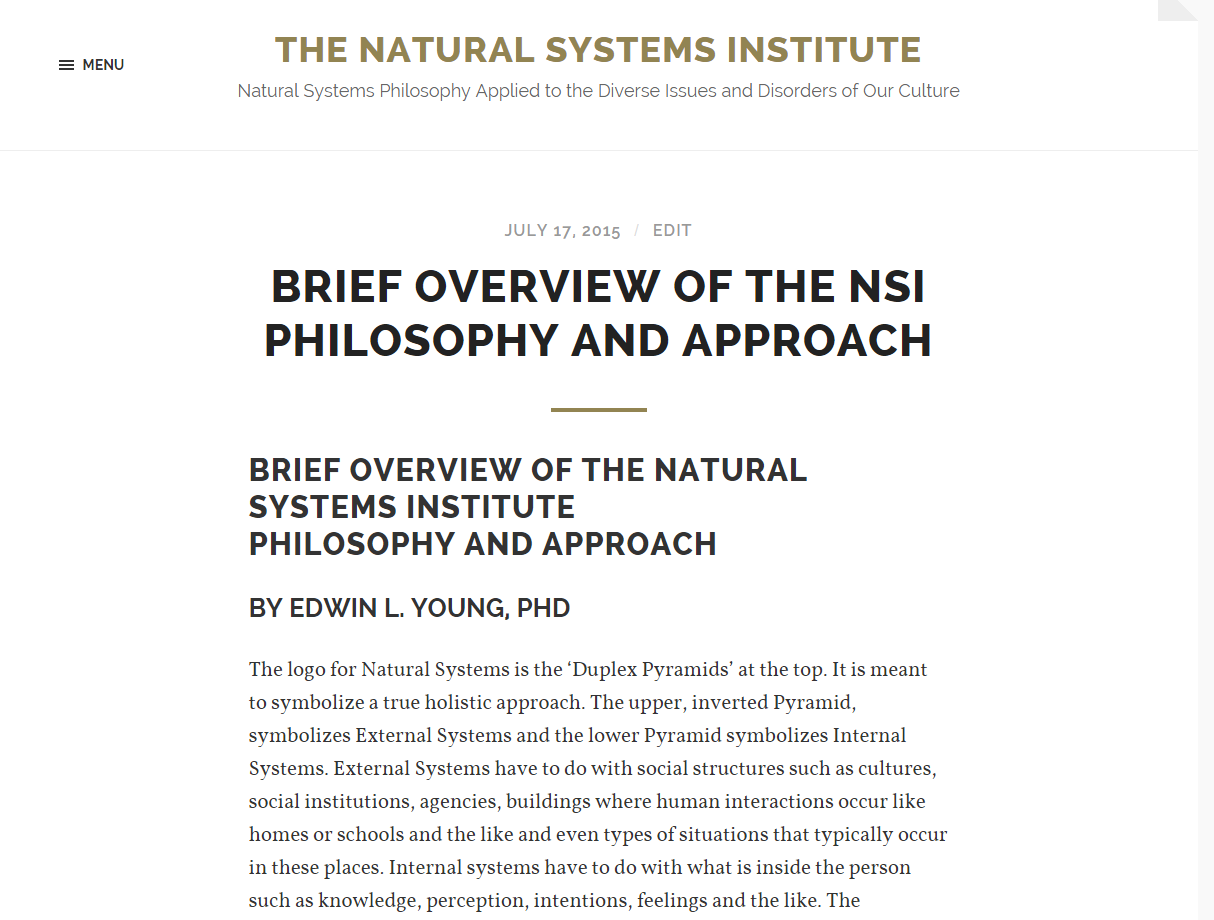 MENU
THE NATURAL SYSTEMS INSTITUTE
Natural Systems Philosophy Applied to the Diverse Issues and Disorders of Our Culture
JULY 17, 2015 / EDIT
BRIEF OVERVIEW OF THE NSI
PHILOSOPHY AND APPROACH
BRIEF OVERVIEW OF THE NATURAL
SYSTEMS INSTITUTE
PHILOSOPHY AND APPROACH
BY EDWIN L. YOUNG, PHD
The logo for Natural Systems is the ‘Duplex Pyramids’ at the top. It is meant
to symbolize a true holistic approach. The upper, inverted Pyramid,
symbolizes External Systems and the lower Pyramid symbolizes Internal
Systems. External Systems have to do with social structures such as cultures,
social institutions, agencies, buildings where human interactions occur like
homes or schools and the like and even types of situations that typically occur
in these places. Internal systems have to do with what is inside the person
such as knowledge, perception, intentions, feelings and the like. The